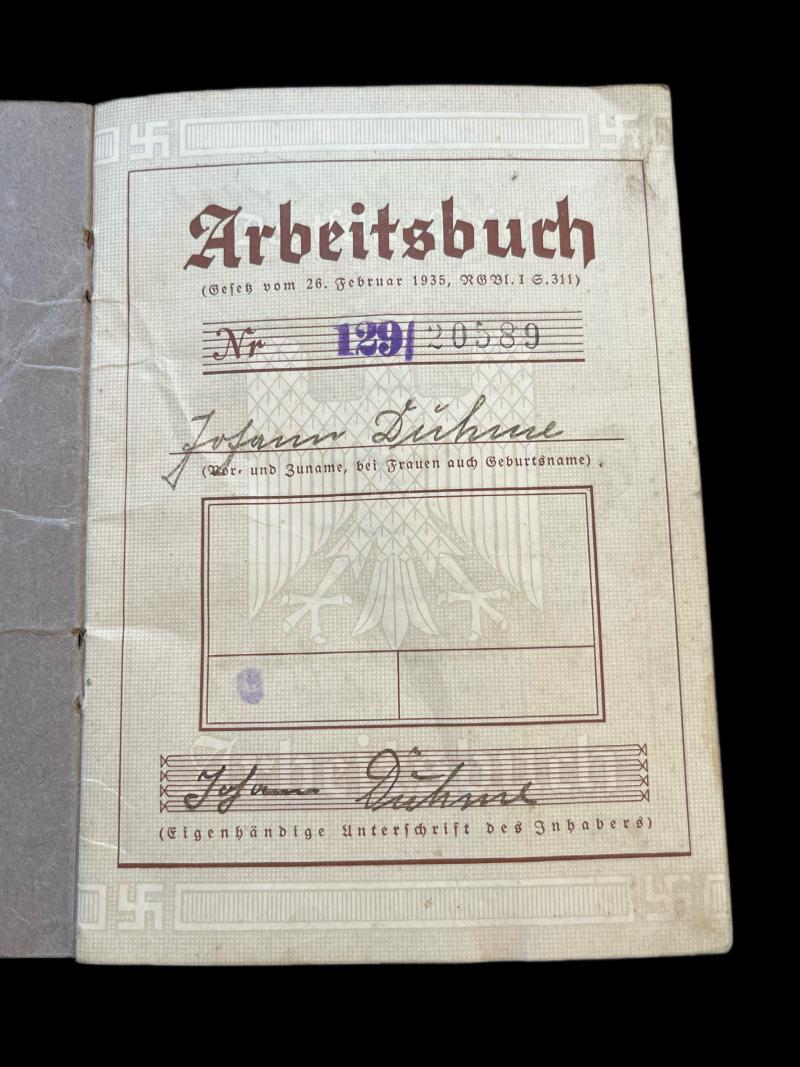 Arbeitsbuch
(Gesetz vom 26. Februar 1935, RGBl. I S. 311)
Nr 129/20589
Johann Dühme
(Vor- und Zuname, bei Frauen auch Geburtsname)
Johann Dühme
(Eigenhändige Unterschrift des Inhabers)